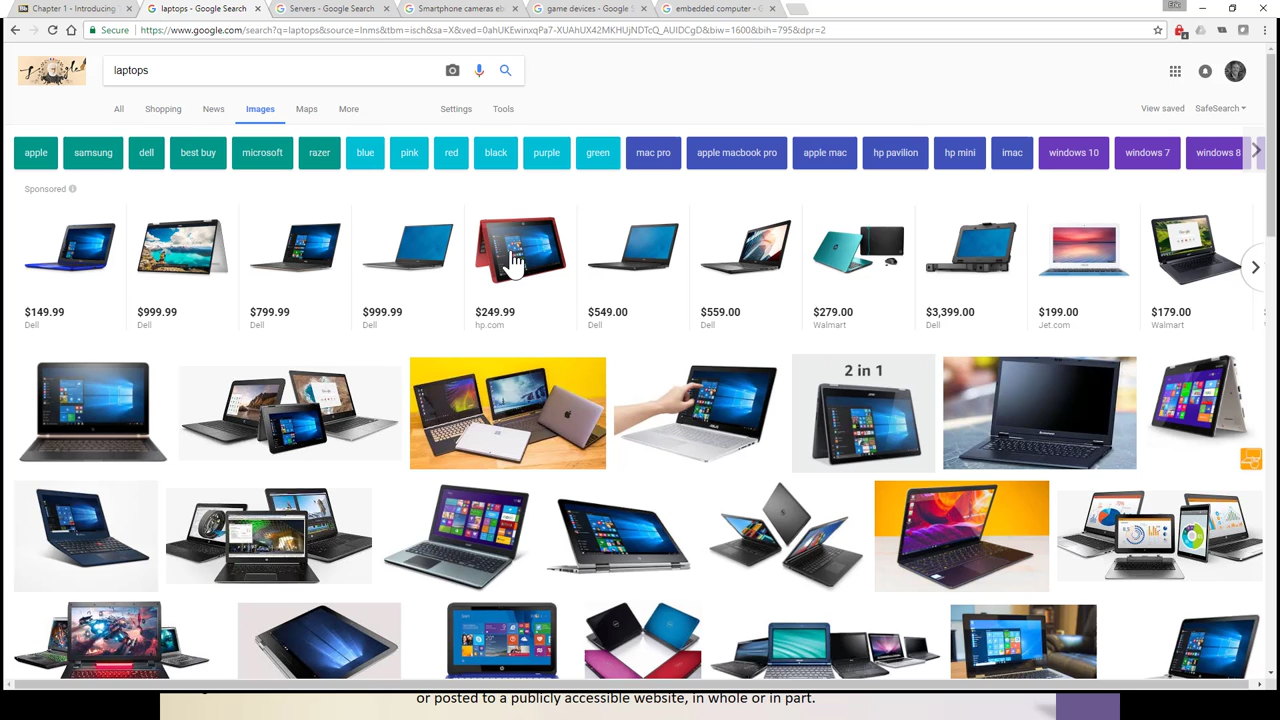 Chapter 1 - Introducing
laptops - Google Search
Servers - Google Search
Smartphone cameras eb
game devices - Google S
embedded computer - G
Eric
Secure
https://www.google.com/search?q=laptops&source=lnms&tbm=isch&sa=X&ved=0ahUKEwinxqPa7-XUAhUX42MKHUjNDTcQ_AUIDCgD&biw=1600&bih=795&dpr=2
laptops
All
Shopping
News
Images
Maps
More
Settings
Tools
View saved
SafeSearch
apple
samsung
dell
best buy
microsoft
razer
blue
pink
red
black
purple
green
mac pro
apple macbook pro
apple mac
hp pavilion
hp mini
imac
windows 10
windows 7
windows 8
Sponsored
$149.99
Dell
$999.99
Dell
$799.99
Dell
$999.99
Dell
$249.99
hp.com
$549.00
Dell
$559.00
Dell
$279.00
Walmart
$3,399.00
Dell
$199.00
Jet.com
$179.00
Walmart
2 in 1
or posted to a publicly accessible website, in whole or in part.